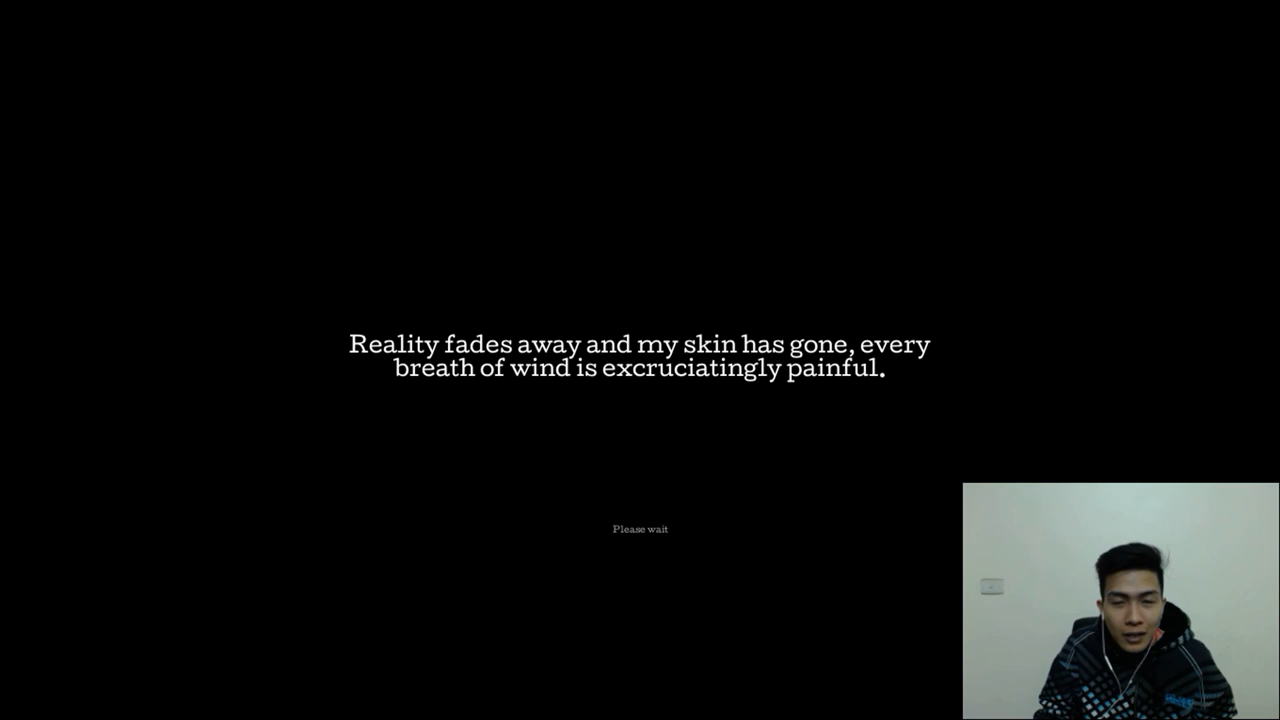 Reality fades away and my skin has gone, every
breath of wind is excruciatingly painful.
Please wait